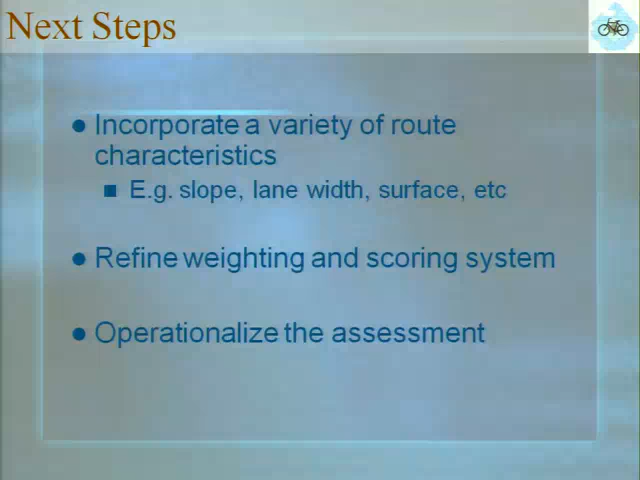 Next Steps
Incorporate a variety of route
characteristics
E.g. slope, lane width, surface, etc
Refine weighting and scoring system
Operationalize the assessment